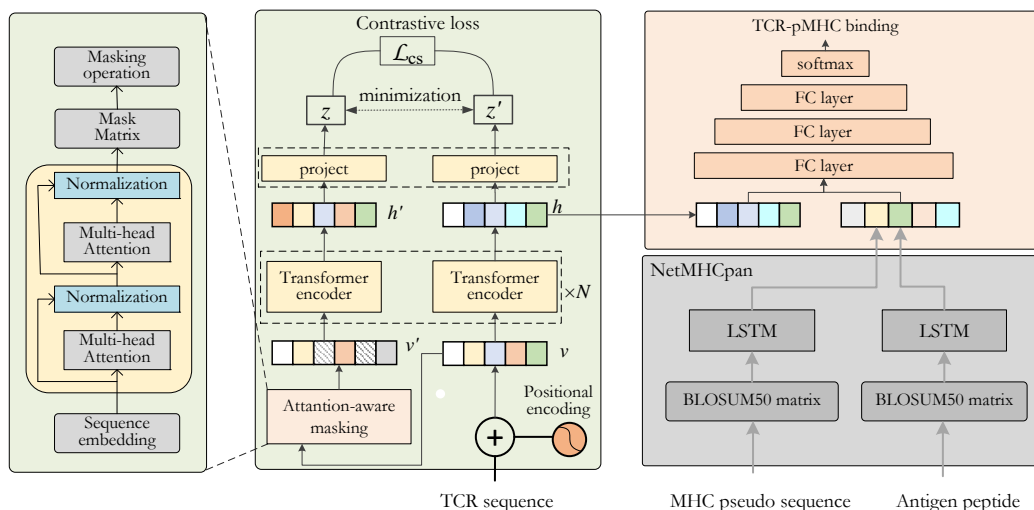 Masking
operation
Mask
Matrix
Normalization
Multi-head
Attention
Normalization
Multi-head
Attention
Sequence
embedding
Contrastive loss
ℒcs
minimization
z
z'
project
project
h'
h
Transformer
encoder
Transformer
encoder
×N
v'
v
Attantion-aware
masking
Positional
encoding
+
TCR sequence
TCR-pMHC binding
softmax
FC layer
FC layer
FC layer
NetMHCpan
LSTM
LSTM
BLOSUM50 matrix
BLOSUM50 matrix
MHC pseudo sequence
Antigen peptide